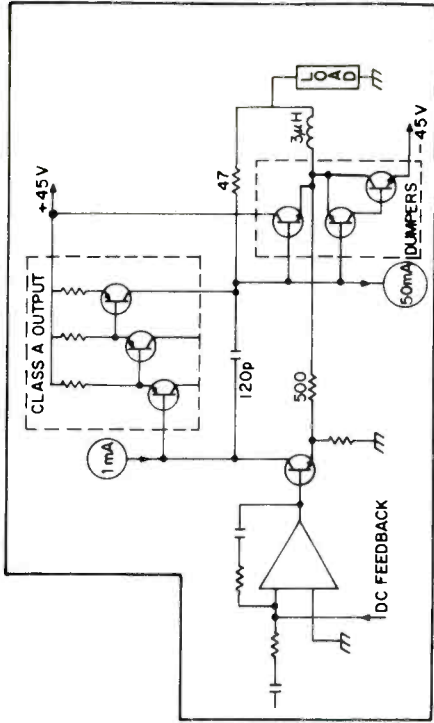 +45V
CLASS A OUTPUT
1mA
47
LOAD
3μH
120p
500
50mA
DUMPERS
-45V
DC FEEDBACK